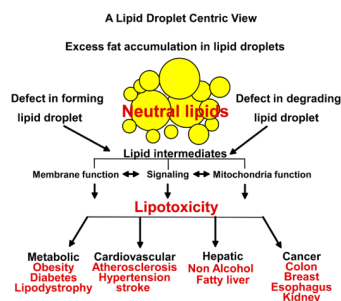 A Lipid Droplet Centric View
Excess fat accumulation in lipid droplets
Defect in forming
lipid droplet
Neutral lipids
Defect in degrading
lipid droplet
Lipid intermediates
Membrane function Signaling Mitochondria function
Lipotoxicity
Metabolic
Obesity
Diabetes
Lipodystrophy
Cardiovascular
Atherosclerosis
Hypertension
stroke
Hepatic
Non Alcohol
Fatty liver
Cancer
Colon
Breast
Esophagus
Kidney